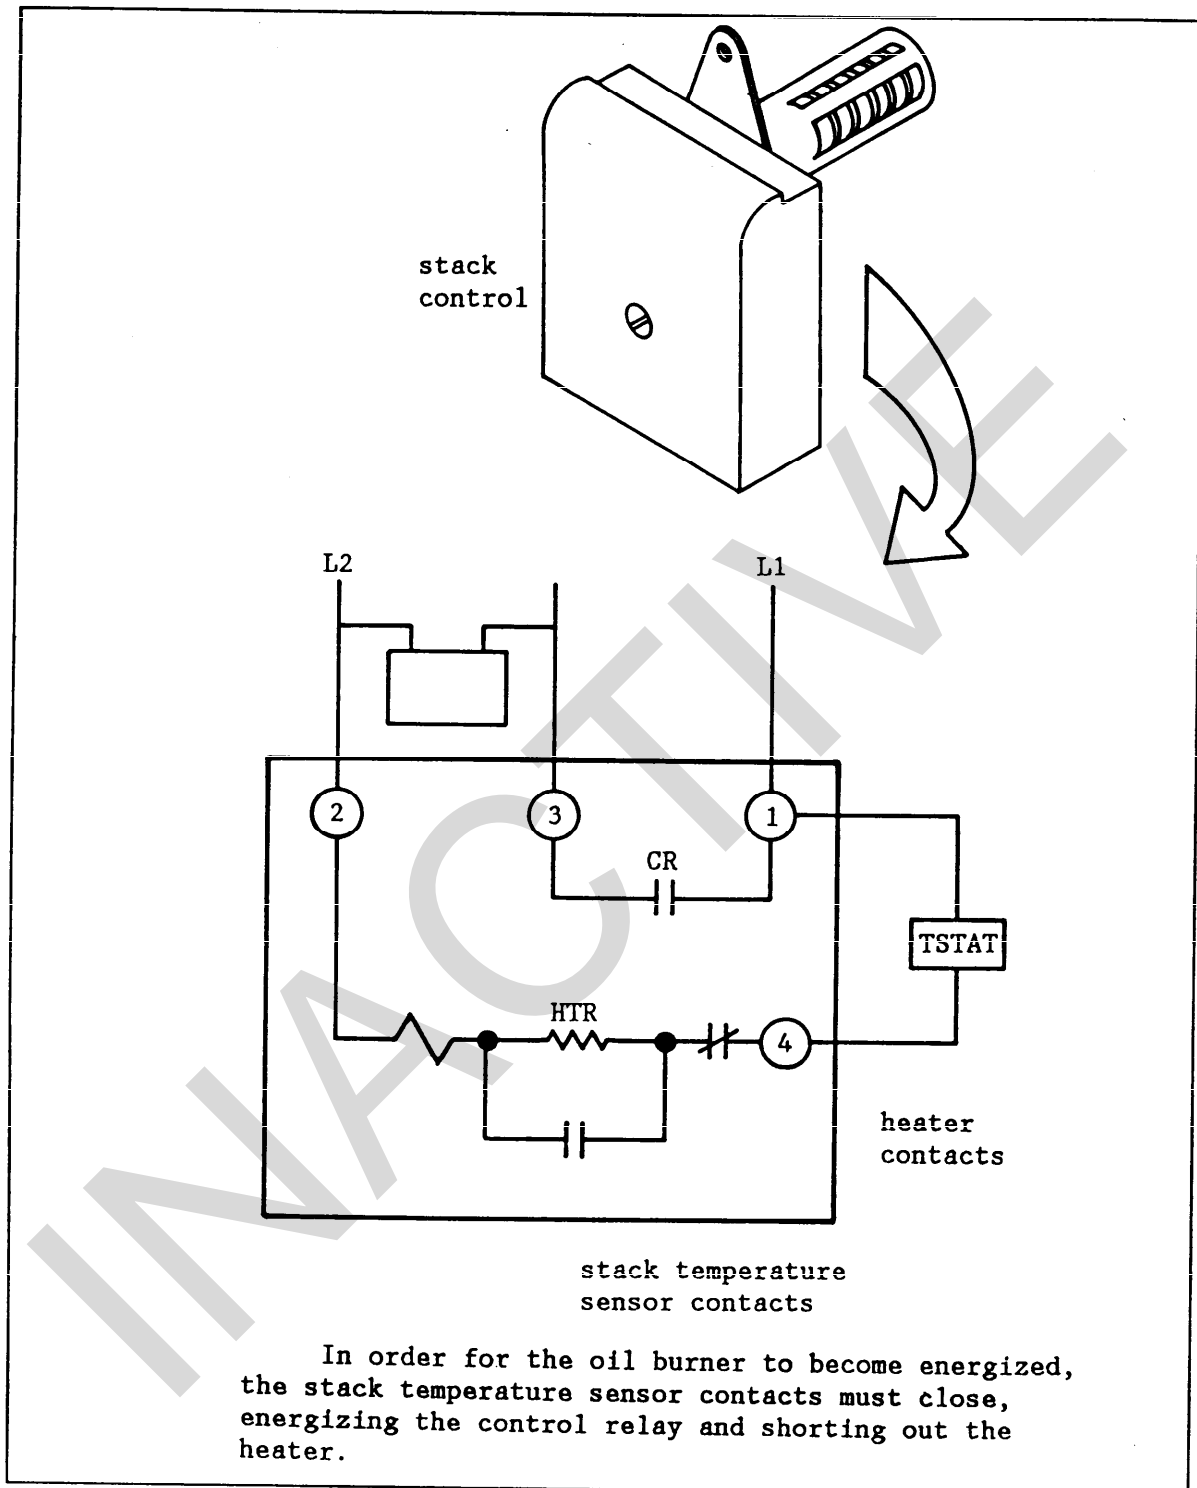 stack
control
L2
L1
2
3
1
CR
TSTAT
HTR
4
heater
contacts
stack temperature
sensor contacts
In order for the oil burner to become energized,
the stack temperature sensor contacts must close,
energizing the control relay and shorting out the
heater.
INACTIVE